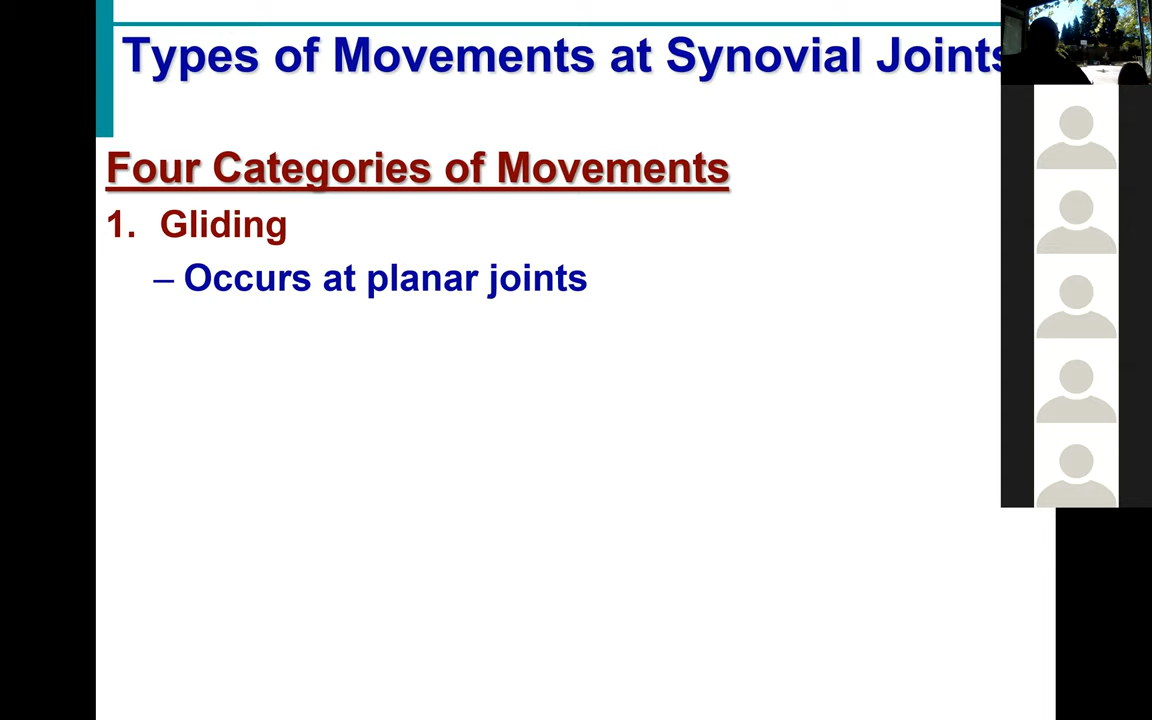 Types of Movements at Synovial Joints
Four Categories of Movements
1. Gliding
– Occurs at planar joints